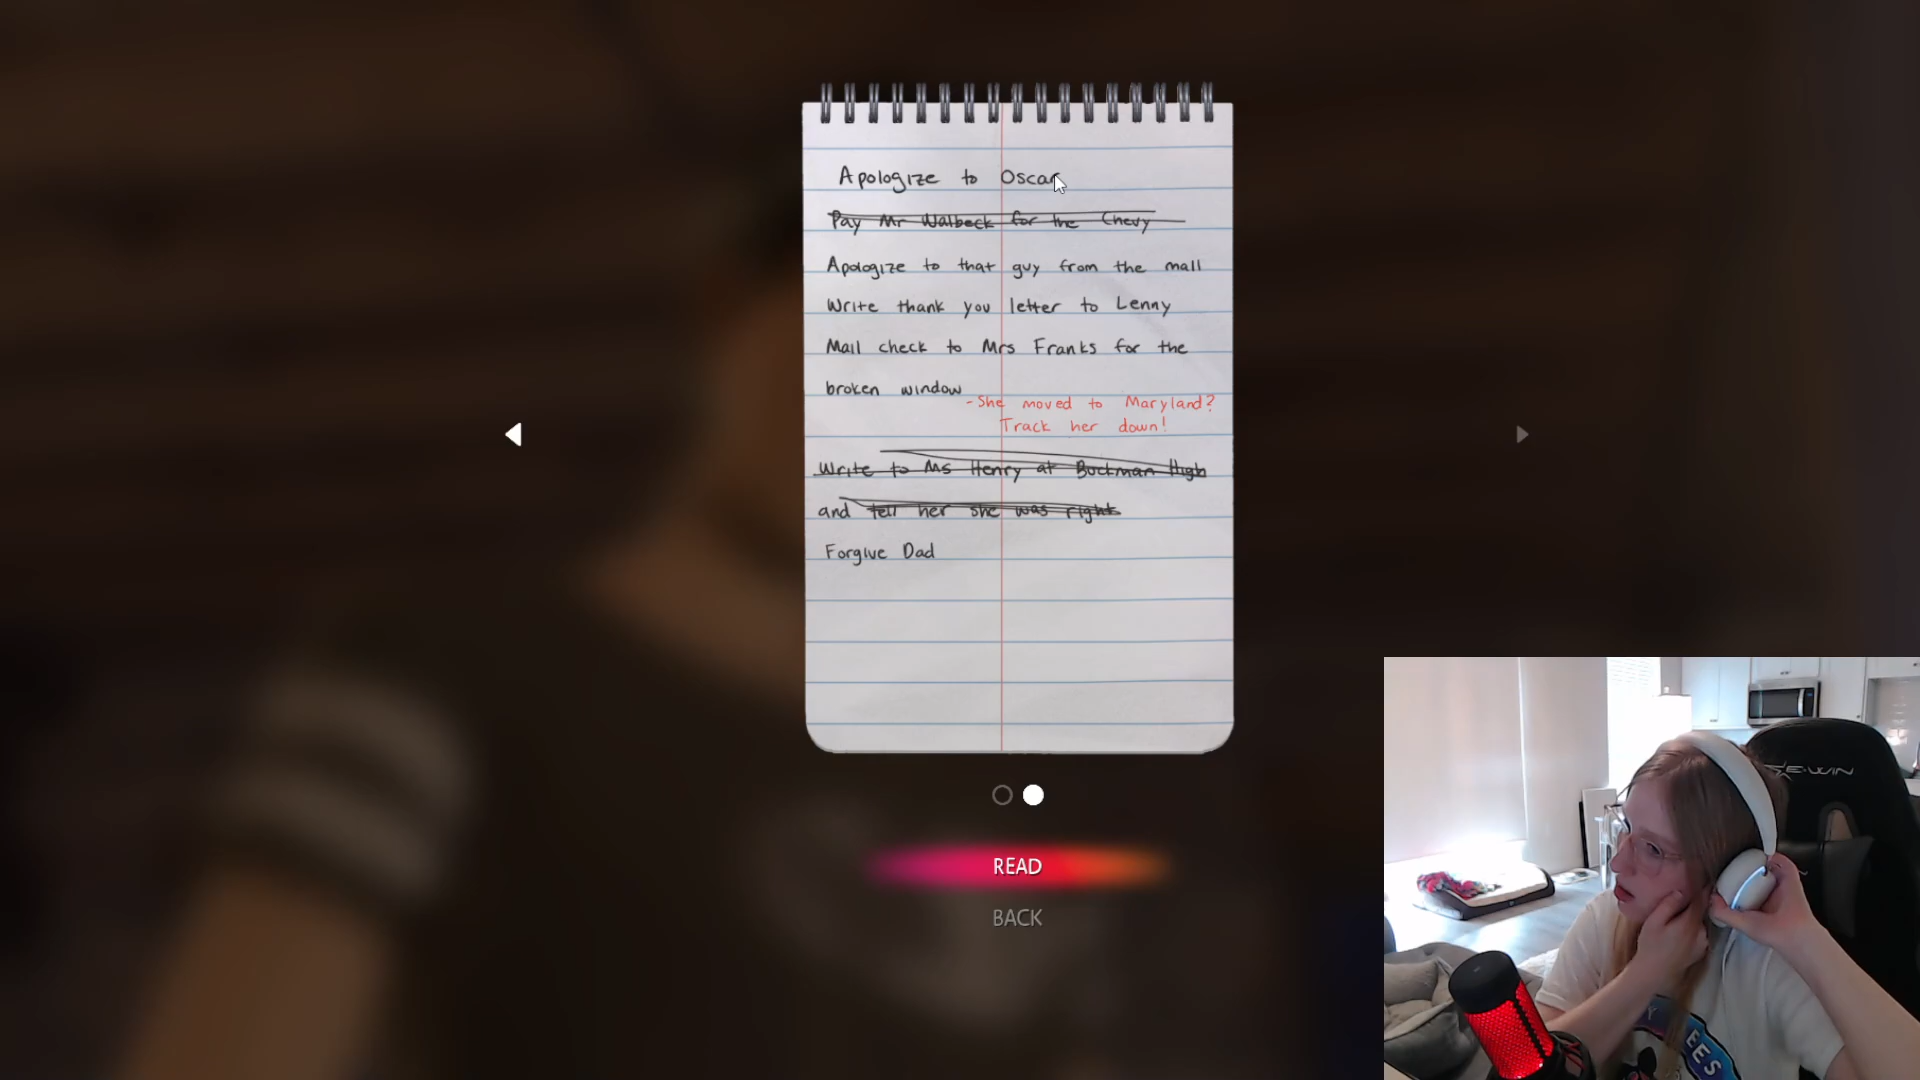 Apologize to Oscar
Pay Mr Walbeck for the Chevy
Apologize to that guy from the mall
Write thank you letter to Lenny
Mail check to Mrs Franks for the
broken window
- She moved to Maryland?
Track her down!
Write to Ms Henry at Buckman High
and tell her she was right
Forgive Dad
READ
BACK
E-WIN